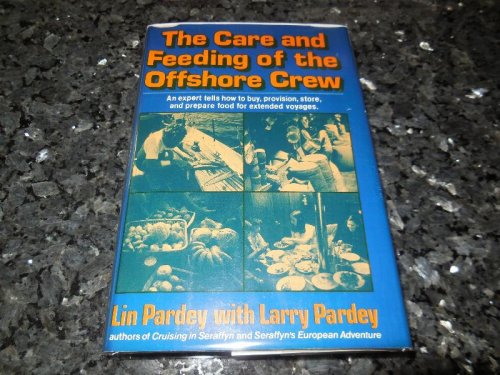 The Care and
Feeding of the
Offshore Crew
An expert tells how to buy, provision, store,
and prepare food for extended voyages.
Lin Pardey with Larry Pardey
authors of Cruising in Seraffyn and Seraffyn's European Adventure